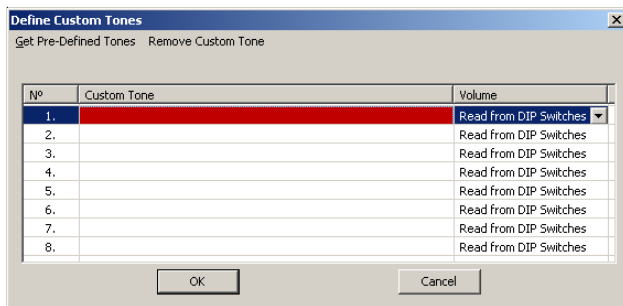 Define Custom Tones
Get Pre-Defined Tones Remove Custom Tone
Nº Custom Tone Volume
1. Read from DIP Switches
2. Read from DIP Switches
3. Read from DIP Switches
4. Read from DIP Switches
5. Read from DIP Switches
6. Read from DIP Switches
7. Read from DIP Switches
8. Read from DIP Switches
OK Cancel